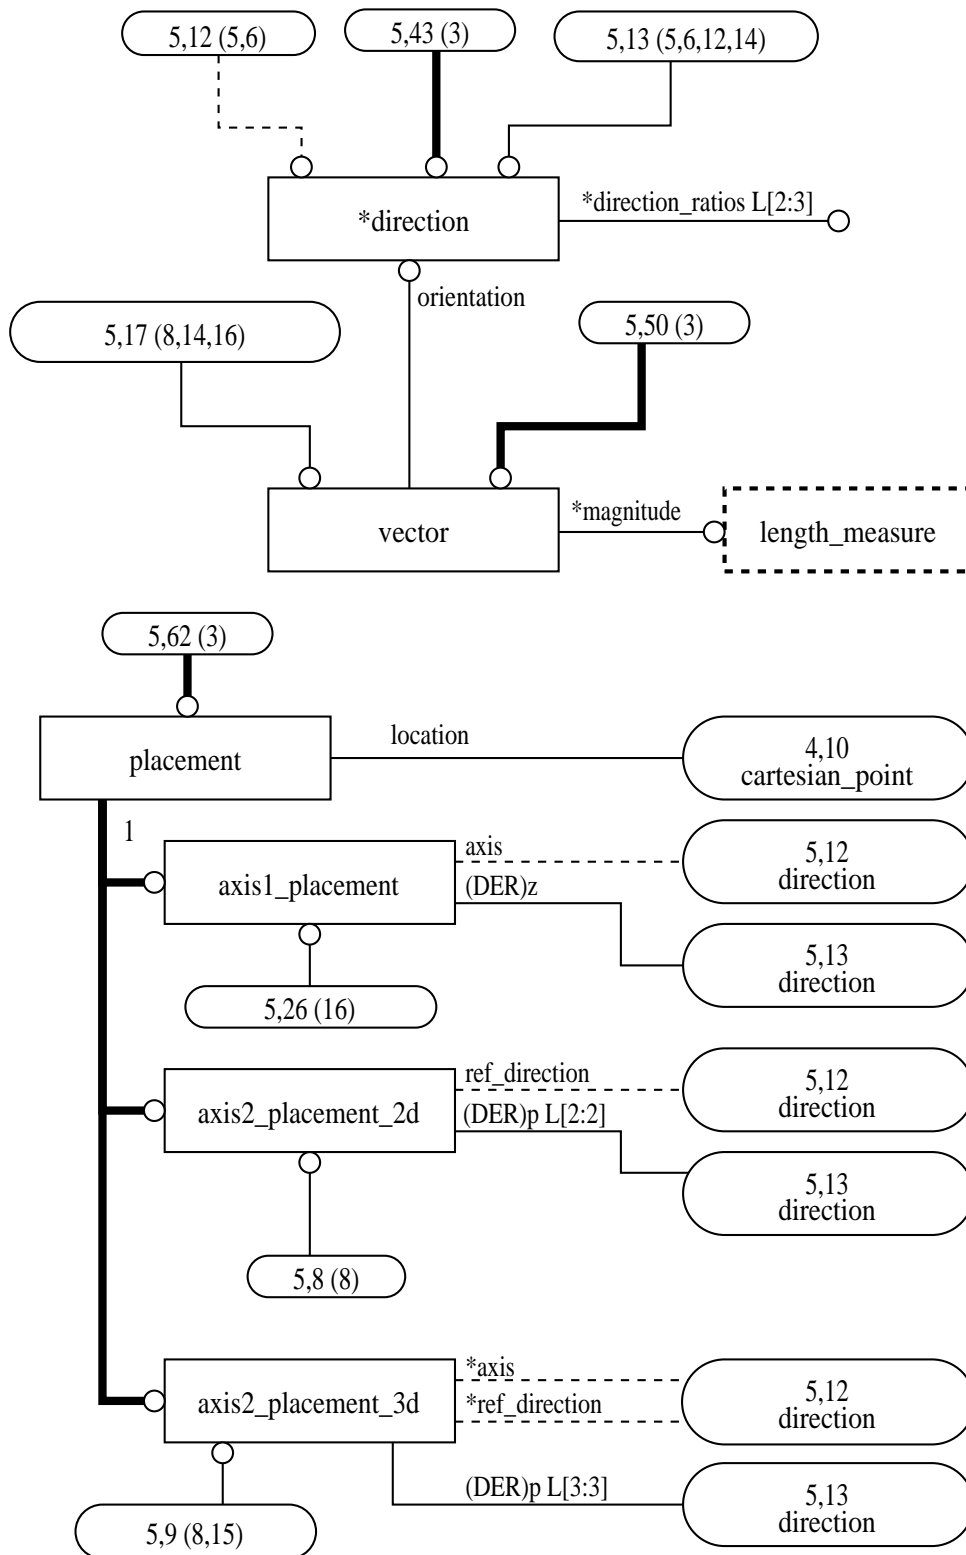 5,12 (5,6)
5,43 (3)
5,13 (5,6,12,14)
*direction
*direction_ratios L[2:3]
orientation
5,17 (8,14,16)
5,50 (3)
vector
*magnitude
length_measure
5,62 (3)
placement
location
4,10
cartesian_point
1
axis1_placement
axis
(DER)z
5,12
direction
5,13
direction
5,26 (16)
axis2_placement_2d
ref_direction
(DER)p L[2:2]
5,12
direction
5,13
direction
5,8 (8)
axis2_placement_3d
*axis
*ref_direction
5,12
direction
(DER)p L[3:3]
5,13
direction
5,9 (8,15)